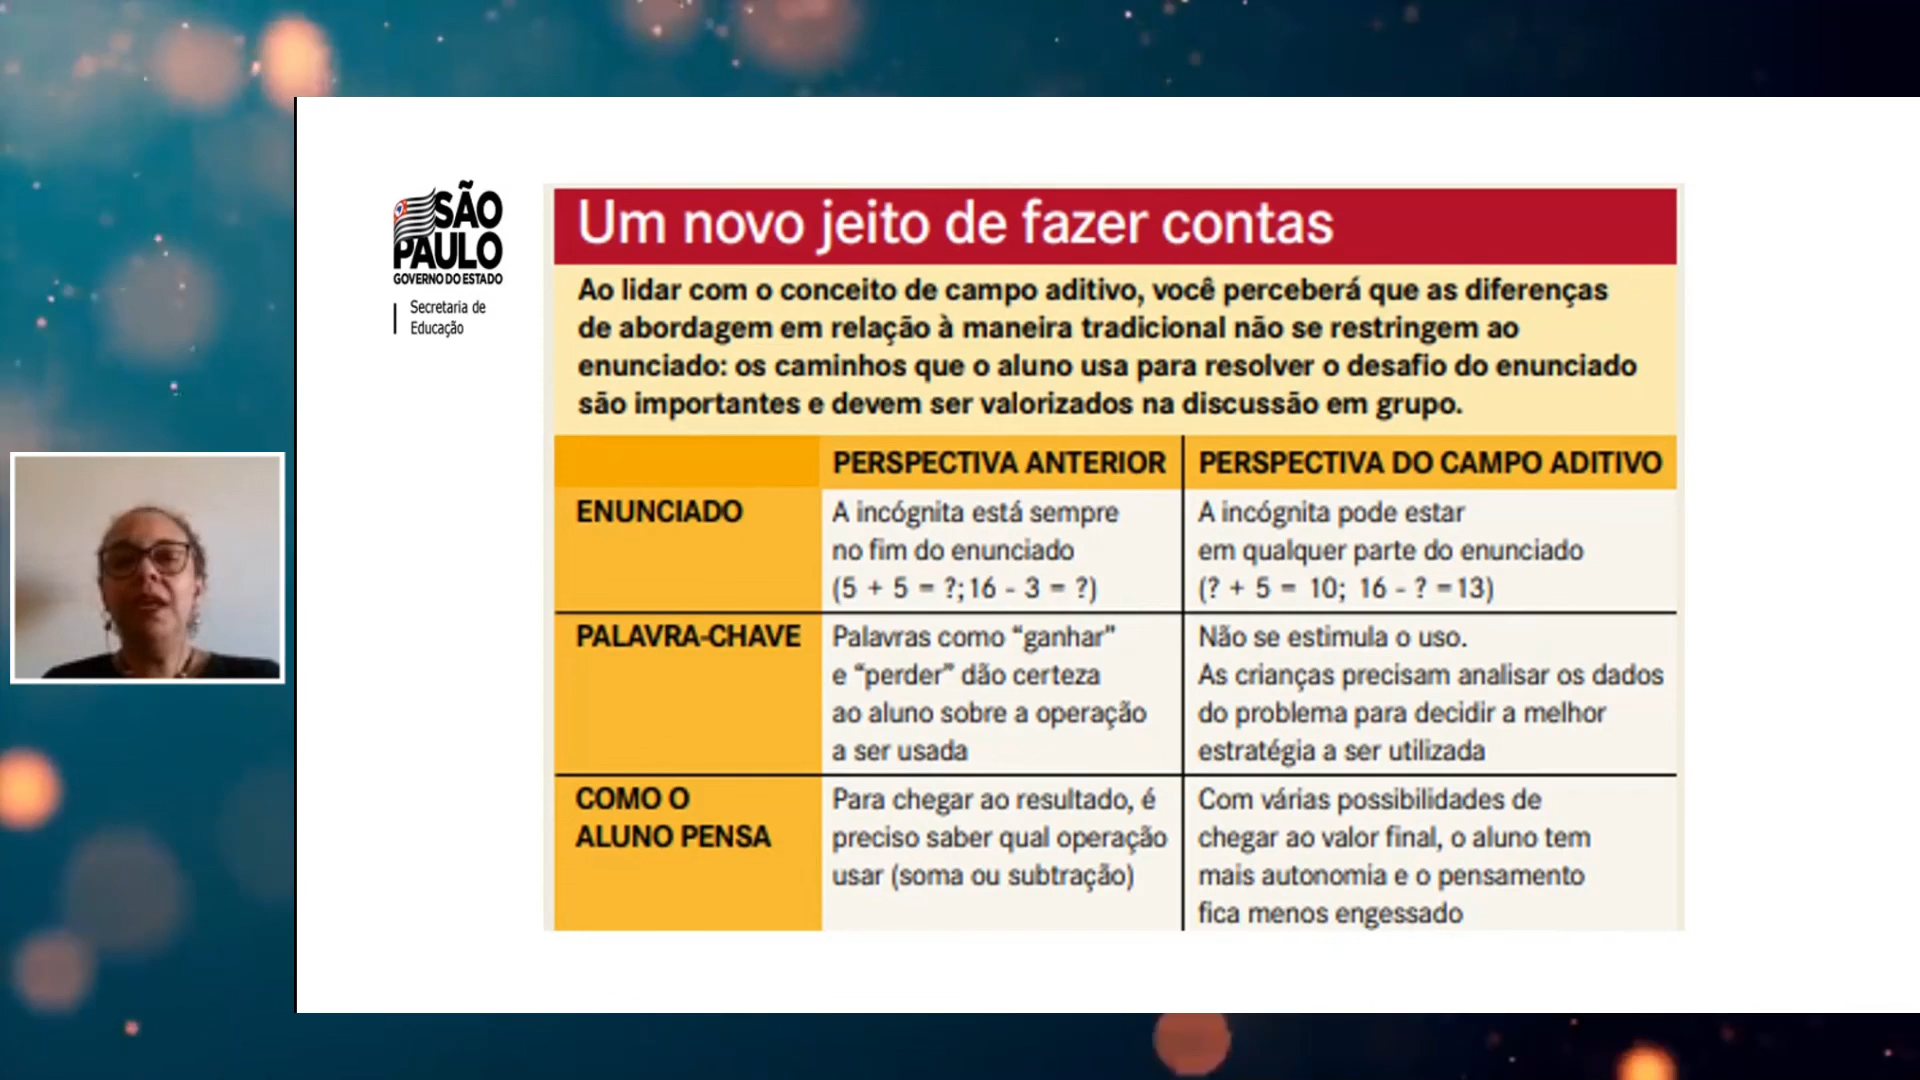 SÃO
PAULO
GOVERNO DO ESTADO
Secretaria de
Educação
Um novo jeito de fazer contas
Ao lidar com o conceito de campo aditivo, você perceberá que as diferenças
de abordagem em relação à maneira tradicional não se restringem ao
enunciado: os caminhos que o aluno usa para resolver o desafio do enunciado
são importantes e devem ser valorizados na discussão em grupo.
PERSPECTIVA ANTERIOR
PERSPECTIVA DO CAMPO ADITIVO
ENUNCIADO
A incógnita está sempre
no fim do enunciado
(5 + 5 = ?; 16 - 3 = ?)
A incógnita pode estar
em qualquer parte do enunciado
(? + 5 = 10; 16 - ? = 13)
PALAVRA-CHAVE
Palavras como “ganhar”
e “perder” dão certeza
ao aluno sobre a operação
a ser usada
Não se estimula o uso.
As crianças precisam analisar os dados
do problema para decidir a melhor
estratégia a ser utilizada
COMO O
ALUNO PENSA
Para chegar ao resultado, é
preciso saber qual operação
usar (soma ou subtração)
Com várias possibilidades de
chegar ao valor final, o aluno tem
mais autonomia e o pensamento
fica menos engessado